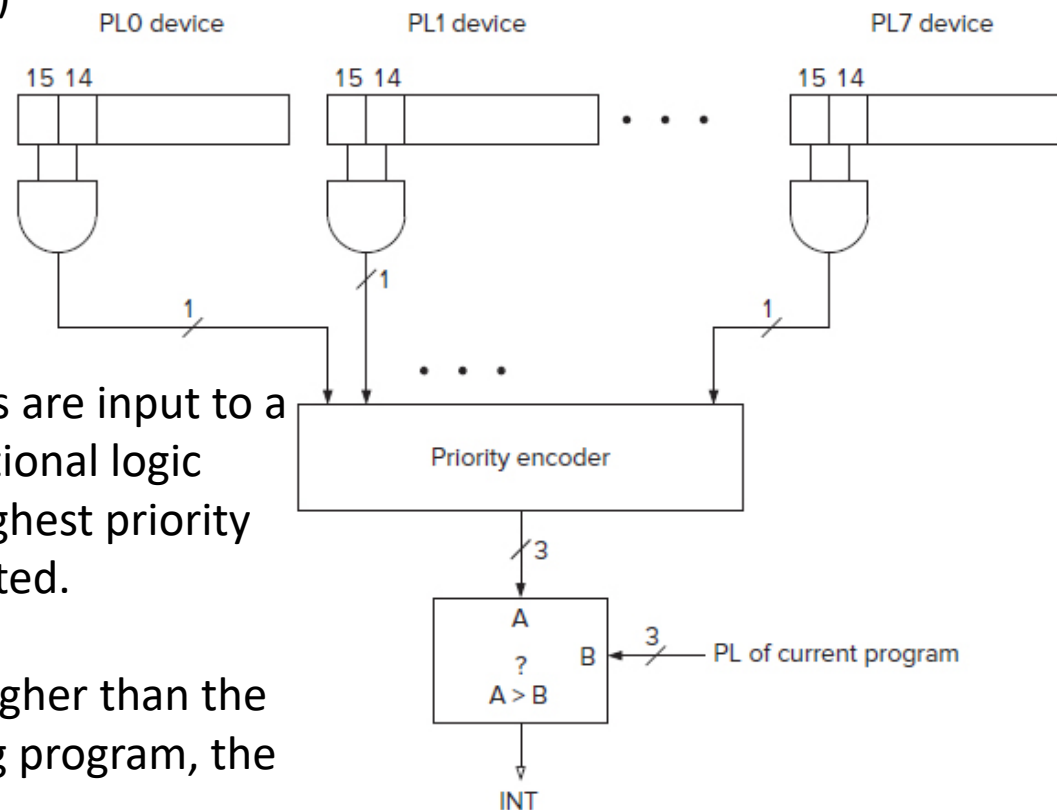 )
PL0 device PL1 device PL7 device
15 14 15 14 15 14
1
1 1
s are input to a
tional logic
ghest priority
ted.
Priority encoder
3
A
?
A > B
B
3
PL of current program
gher than the
g program, the
INT